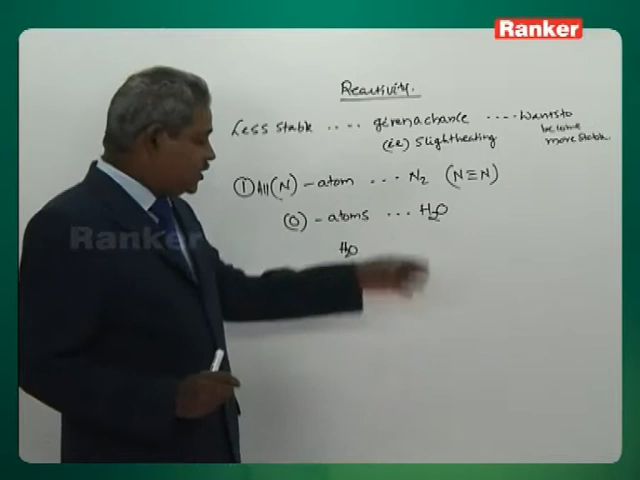 Ranker
Reactivity.
Less stable .... given a chance .... Wants to
become
(ie) Slight heating
more stable.
① All (N) - atom ... N₂ (N≡N)
(O) - atoms ... H₂O
H₂O
Ranker